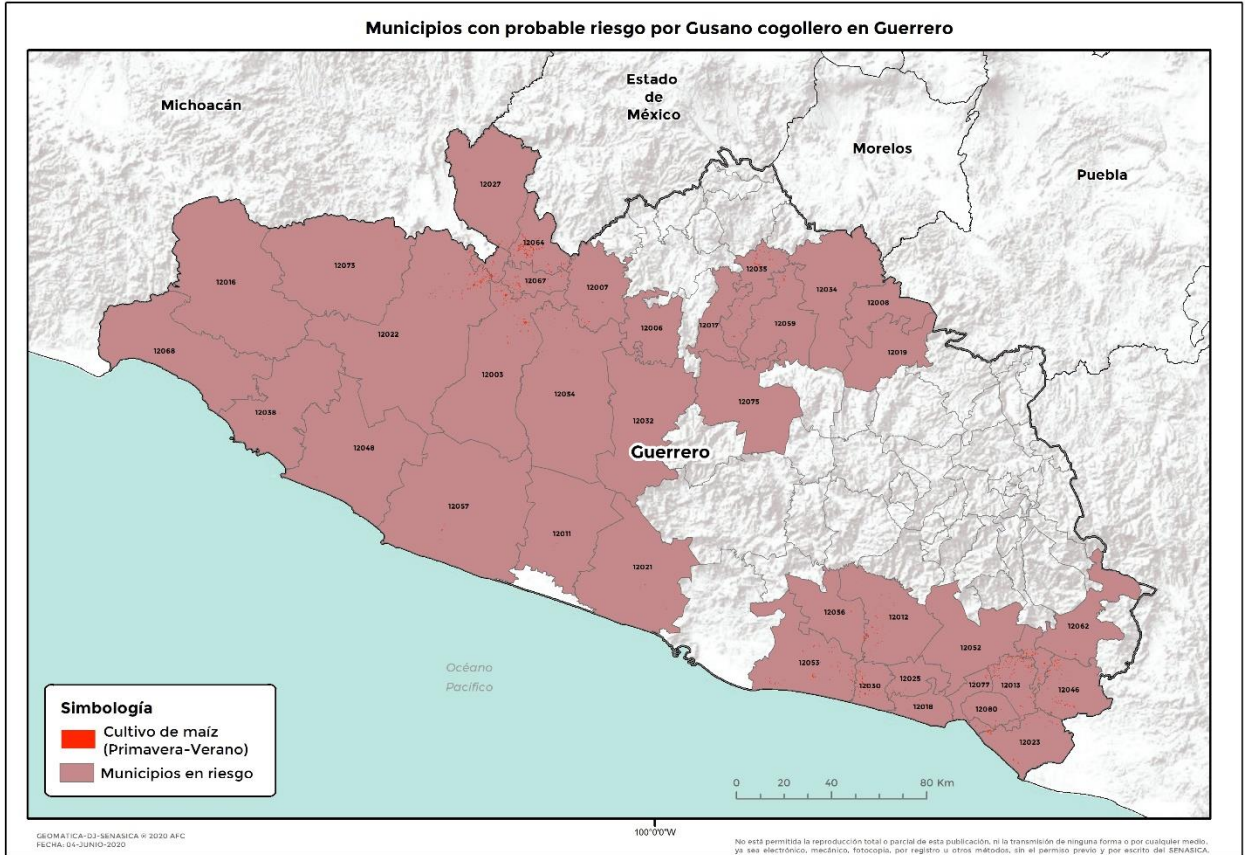 Municipios con probable riesgo por Gusano cogollero en Guerrero
Michoacán
Estado
de
México
Morelos
Puebla
12027
12064
12035
12016
12073
12067
12007
12034
12008
12006
12017
12059
12022
12019
12068
12003
12054
12075
12038
12032
Guerrero
12048
12057
12011
12021
12056
12012
12062
12052
12053
12025
12077
12013
12046
12030
12018
12080
12023
Océano
Pacífico
Simbología
Cultivo de maíz
(Primavera-Verano)
Municipios en riesgo
0 20 40 80 Km
100°0'0"W
GEOMATICA-DJ-SENASICA © 2020 AFC
FECHA: 04-JUNIO-2020
No está permitida la reproducción total o parcial de esta publicación, ni la transmisión de ninguna forma o por cualquier medio,
ya sea electrónico, mecánico, fotocopia, por registro u otros métodos, sin el permiso previo y por escrito del SENASICA.